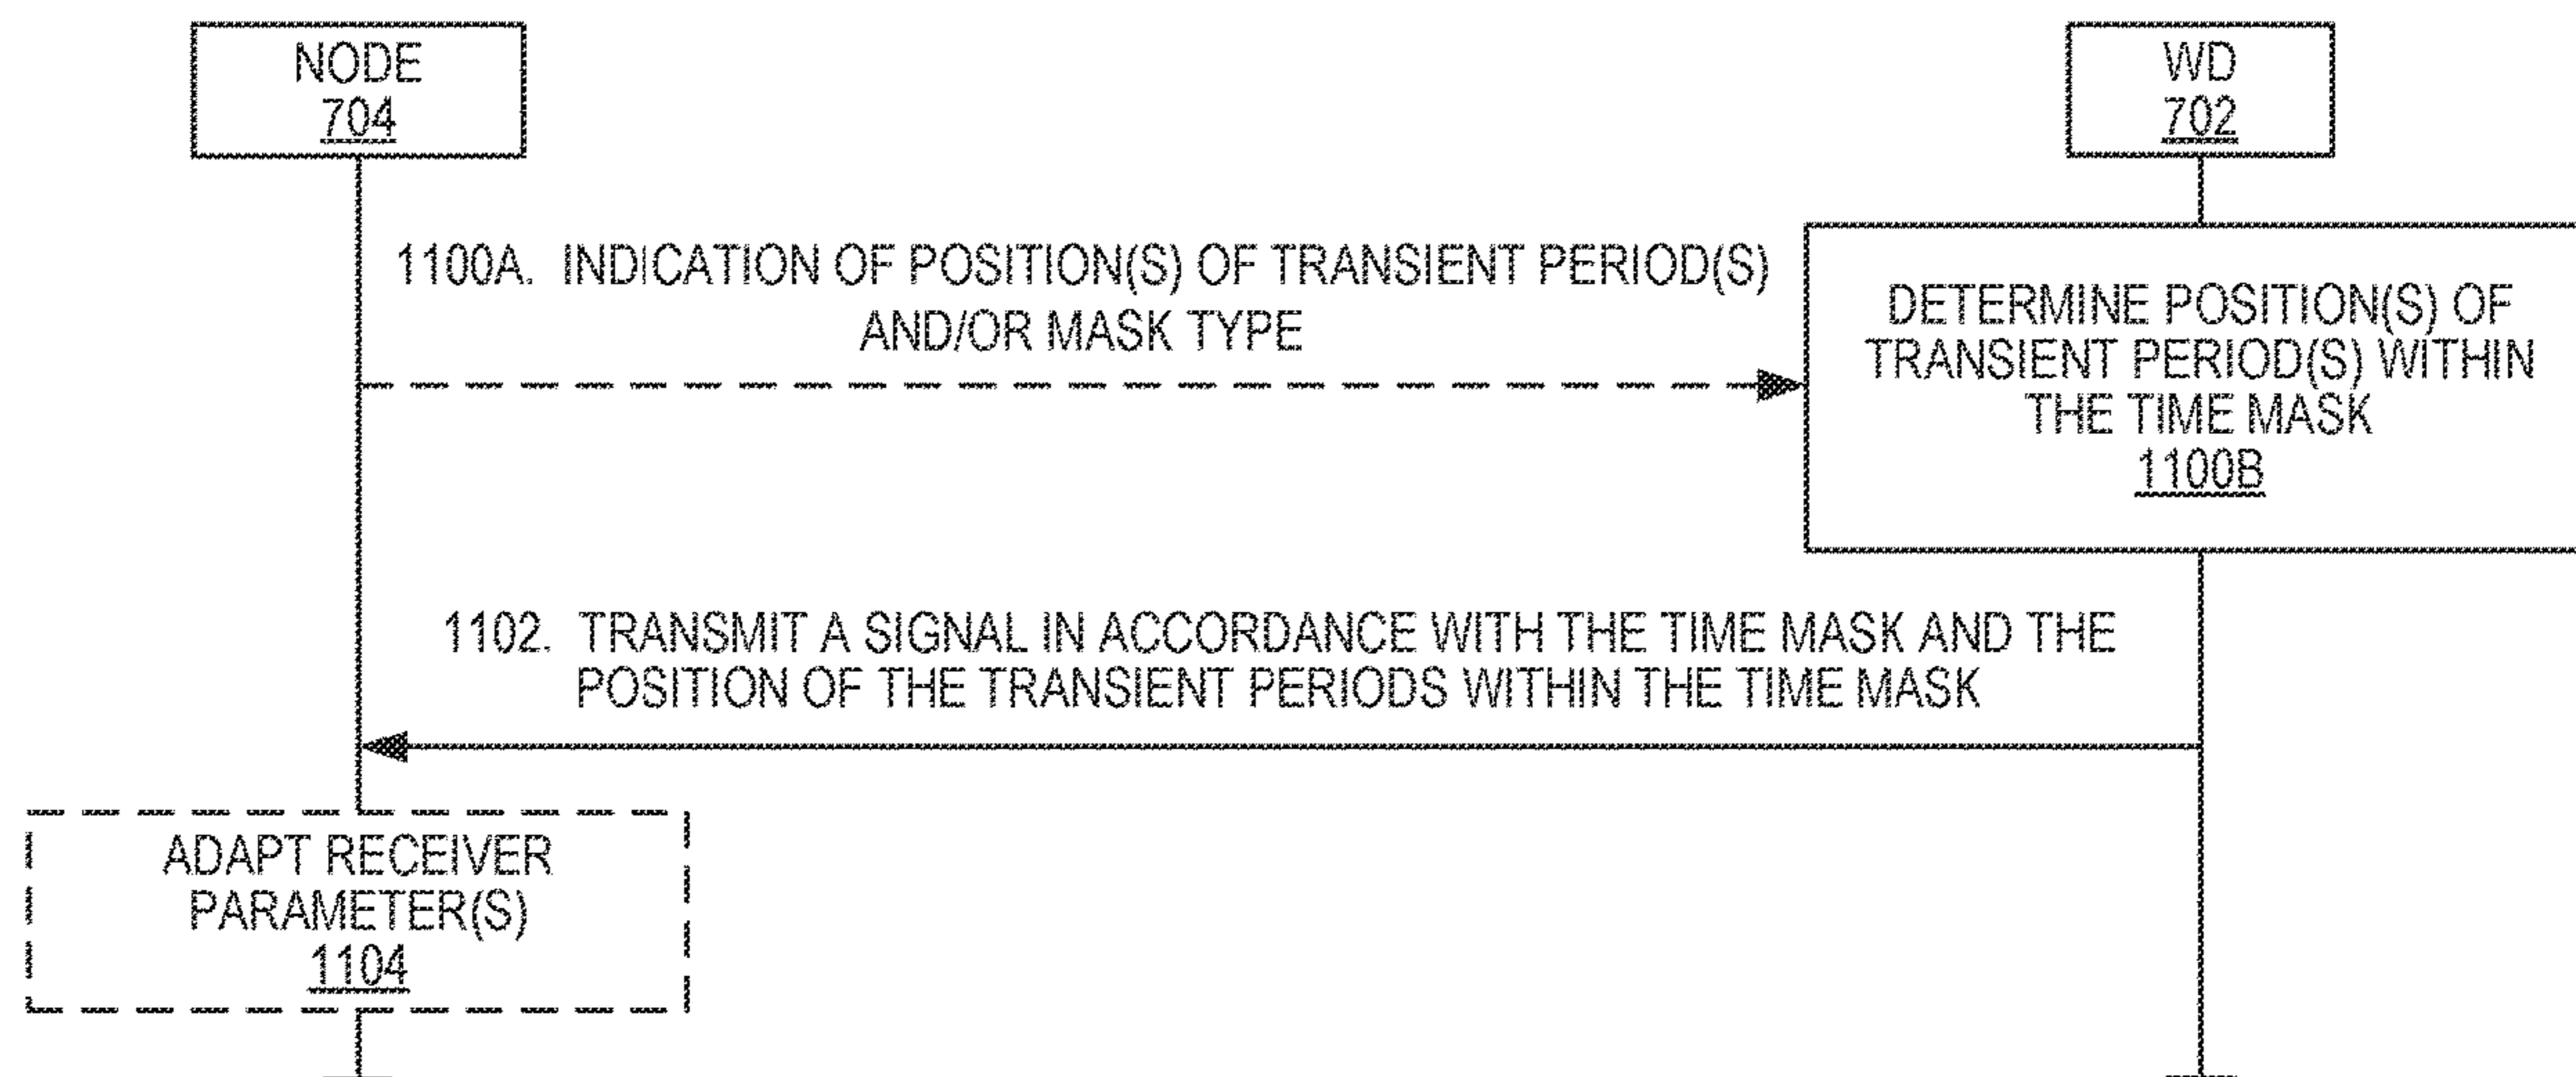 NODE
704
WD
702
1100A. INDICATION OF POSITION(S) OF TRANSIENT PERIOD(S)
AND/OR MASK TYPE
DETERMINE POSITION(S) OF
TRANSIENT PERIOD(S) WITHIN
THE TIME MASK
1100B
1102. TRANSMIT A SIGNAL IN ACCORDANCE WITH THE TIME MASK AND THE
POSITION OF THE TRANSIENT PERIODS WITHIN THE TIME MASK
ADAPT RECEIVER
PARAMETER(S)
1104